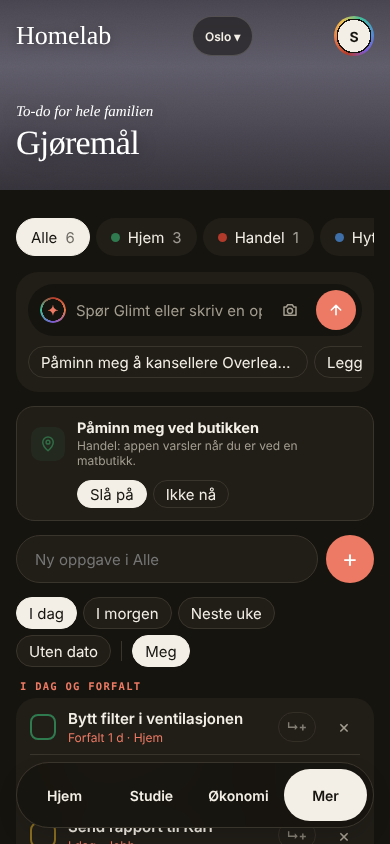 Homelab
Oslo ▾
S
To-do for hele familien
Gjøremål
Alle 6
Hjem 3
Handel 1
Hyt
Spør Glimt eller skriv en op
Påminn meg å kansellere Overlea...
Legg
Påminn meg ved butikken
Handel: appen varsler når du er ved en
matbutikk.
Slå på
Ikke nå
Ny oppgave i Alle
+
I dag
I morgen
Neste uke
Uten dato
Meg
I DAG OG FORFALT
Bytt filter i ventilasjonen
Forfalt 1 d · Hjem
Hjem
Studie
Økonomi
Mer
Send rapport til Kari